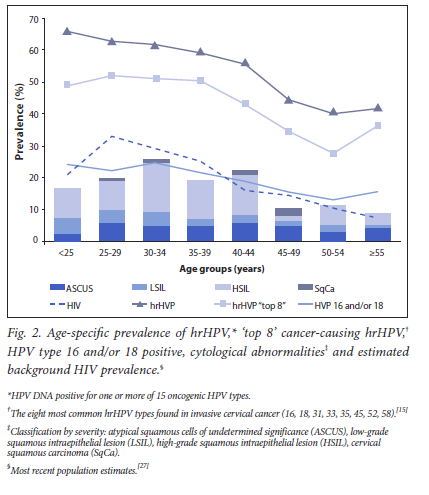 70
60
50
40
30
20
10
0
Prevalence (%)
<25 25-29 30-34 35-39 40-44 45-49 50-54 ≥55
Age groups (years)
ASCUS LSIL HSIL SqCa
HIV hrHVP hrHVP "top 8" HVP 16 and/or 18
Fig. 2. Age-specific prevalence of hrHPV,* ‘top 8’ cancer-causing hrHPV,†
HPV type 16 and/or 18 positive, cytological abnormalities‡ and estimated
background HIV prevalence.§
*HPV DNA positive for one or more of 15 oncogenic HPV types.
†The eight most common hrHPV types found in invasive cervical cancer (16, 18, 31, 33, 35, 45, 52, 58).[15]
‡Classification by severity: atypical squamous cells of undetermined significance (ASCUS), low-grade
squamous intraepithelial lesion (LSIL), high-grade squamous intraepithelial lesion (HSIL), cervical
squamous carcinoma (SqCa).
§Most recent population estimates.[27]